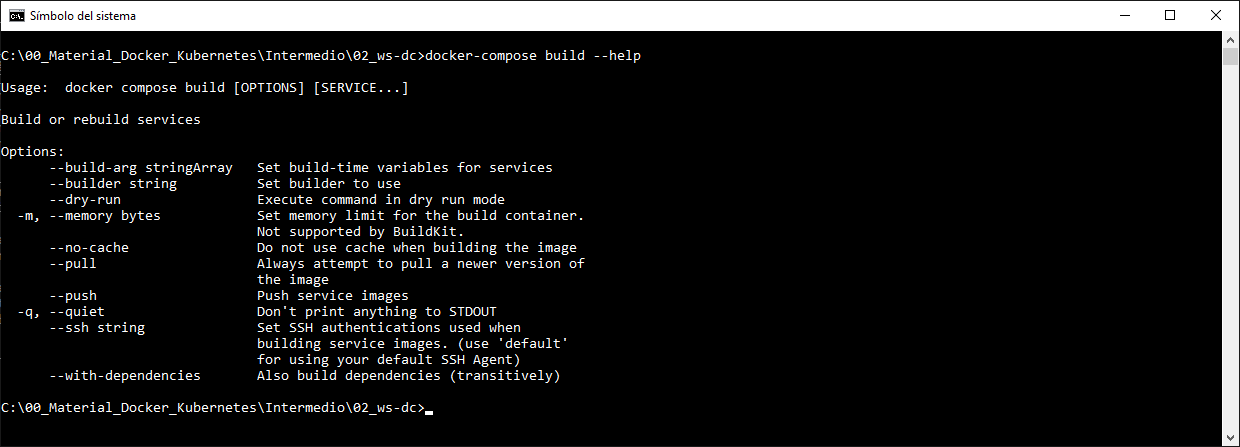 Símbolo del sistema
C:\00_Material_Docker_Kubernetes\Intermedio\02_ws-dc>docker-compose build --help
Usage:  docker compose build [OPTIONS] [SERVICE...]
Build or rebuild services
Options:
      --build-arg stringArray   Set build-time variables for services
      --builder string          Set builder to use
      --dry-run                 Execute command in dry run mode
  -m, --memory bytes            Set memory limit for the build container.
                                Not supported by BuildKit.
      --no-cache                Do not use cache when building the image
      --pull                    Always attempt to pull a newer version of
                                the image
      --push                    Push service images
  -q, --quiet                   Don't print anything to STDOUT
      --ssh string              Set SSH authentications used when
                                building service images. (use 'default'
                                for using your default SSH Agent)
      --with-dependencies       Also build dependencies (transitively)
C:\00_Material_Docker_Kubernetes\Intermedio\02_ws-dc>